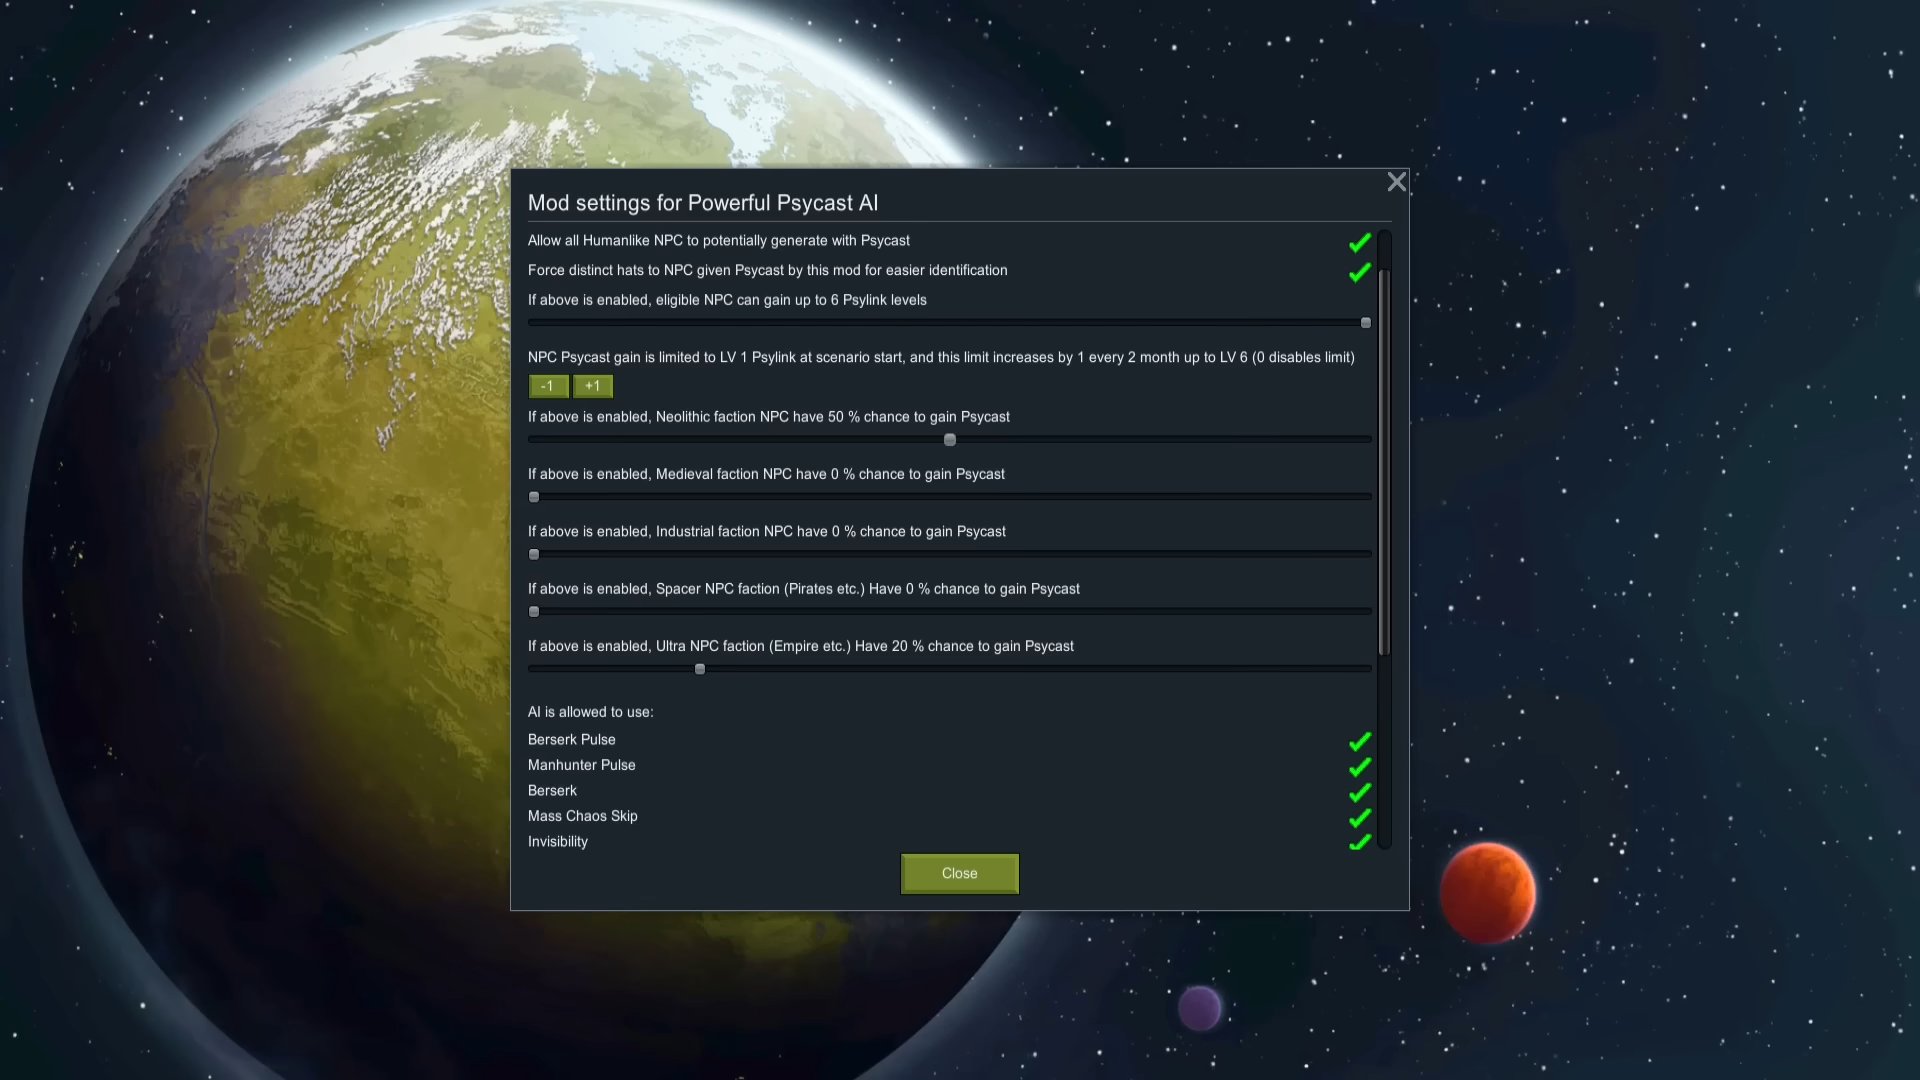 Mod settings for Powerful Psycast AI
Allow all Humanlike NPC to potentially generate with Psycast
Force distinct hats to NPC given Psycast by this mod for easier identification
If above is enabled, eligible NPC can gain up to 6 Psylink levels
NPC Psycast gain is limited to LV 1 Psylink at scenario start, and this limit increases by 1 every 2 month up to LV 6 (0 disables limit)
-1 +1
If above is enabled, Neolithic faction NPC have 50 % chance to gain Psycast
If above is enabled, Medieval faction NPC have 0 % chance to gain Psycast
If above is enabled, Industrial faction NPC have 0 % chance to gain Psycast
If above is enabled, Spacer NPC faction (Pirates etc.) Have 0 % chance to gain Psycast
If above is enabled, Ultra NPC faction (Empire etc.) Have 20 % chance to gain Psycast
AI is allowed to use:
Berserk Pulse
Manhunter Pulse
Berserk
Mass Chaos Skip
Invisibility
Close